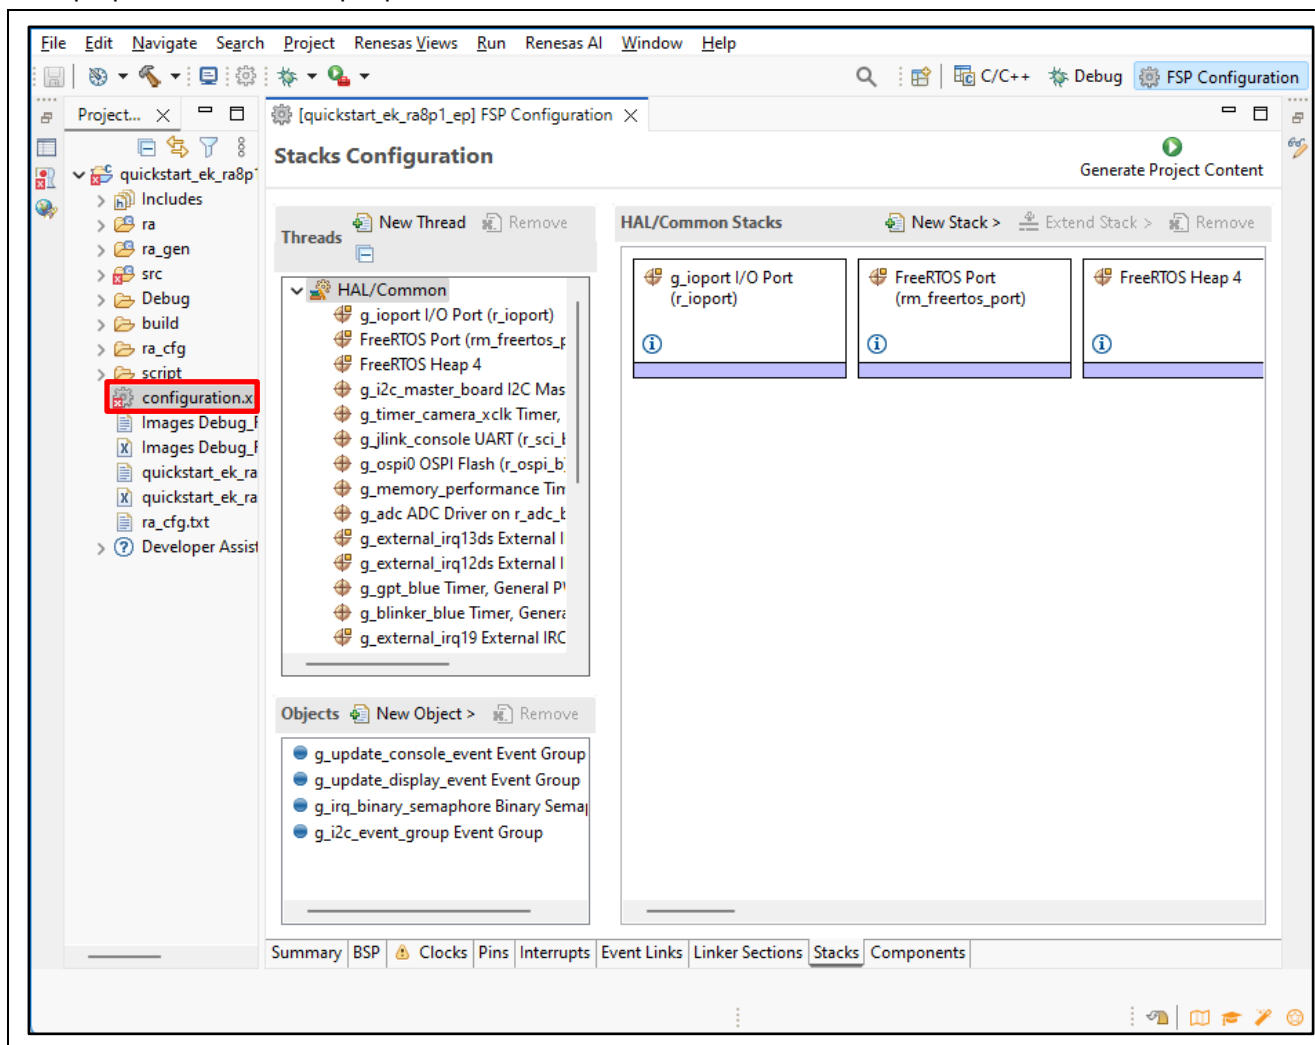 File Edit Navigate Search Project Renesas Views Run Renesas AI Window Help
C/C++ Debug FSP Configuration
Project...
[quickstart_ek_ra8p1_ep] FSP Configuration
Stacks Configuration
Generate Project Content
quickstart_ek_ra8p
Includes
ra
ra_gen
src
Debug
build
ra_cfg
script
configuration.x
Images Debug_F
Images Debug_F
quickstart_ek_ra
quickstart_ek_ra
ra_cfg.txt
Developer Assist
Threads
New Thread Remove
HAL/Common
g_ioport I/O Port (r_ioport)
FreeRTOS Port (rm_freertos_p
FreeRTOS Heap 4
g_i2c_master_board I2C Mas
g_timer_camera_xclk Timer,
g_jlink_console UART (r_sci_b
g_ospi0 OSPI Flash (r_ospi_b
g_memory_performance Tim
g_adc ADC Driver on r_adc_b
g_external_irq13ds External I
g_external_irq12ds External I
g_gpt_blue Timer, General P
g_blinker_blue Timer, Genera
g_external_irq19 External IRC
Objects New Object > Remove
g_update_console_event Event Group
g_update_display_event Event Group
g_irq_binary_semaphore Binary Sema
g_i2c_event_group Event Group
HAL/Common Stacks New Stack > Extend Stack > Remove
g_ioport I/O Port
(r_ioport)
FreeRTOS Port
(rm_freertos_port)
FreeRTOS Heap 4
Summary BSP Clocks Pins Interrupts Event Links Linker Sections Stacks Components